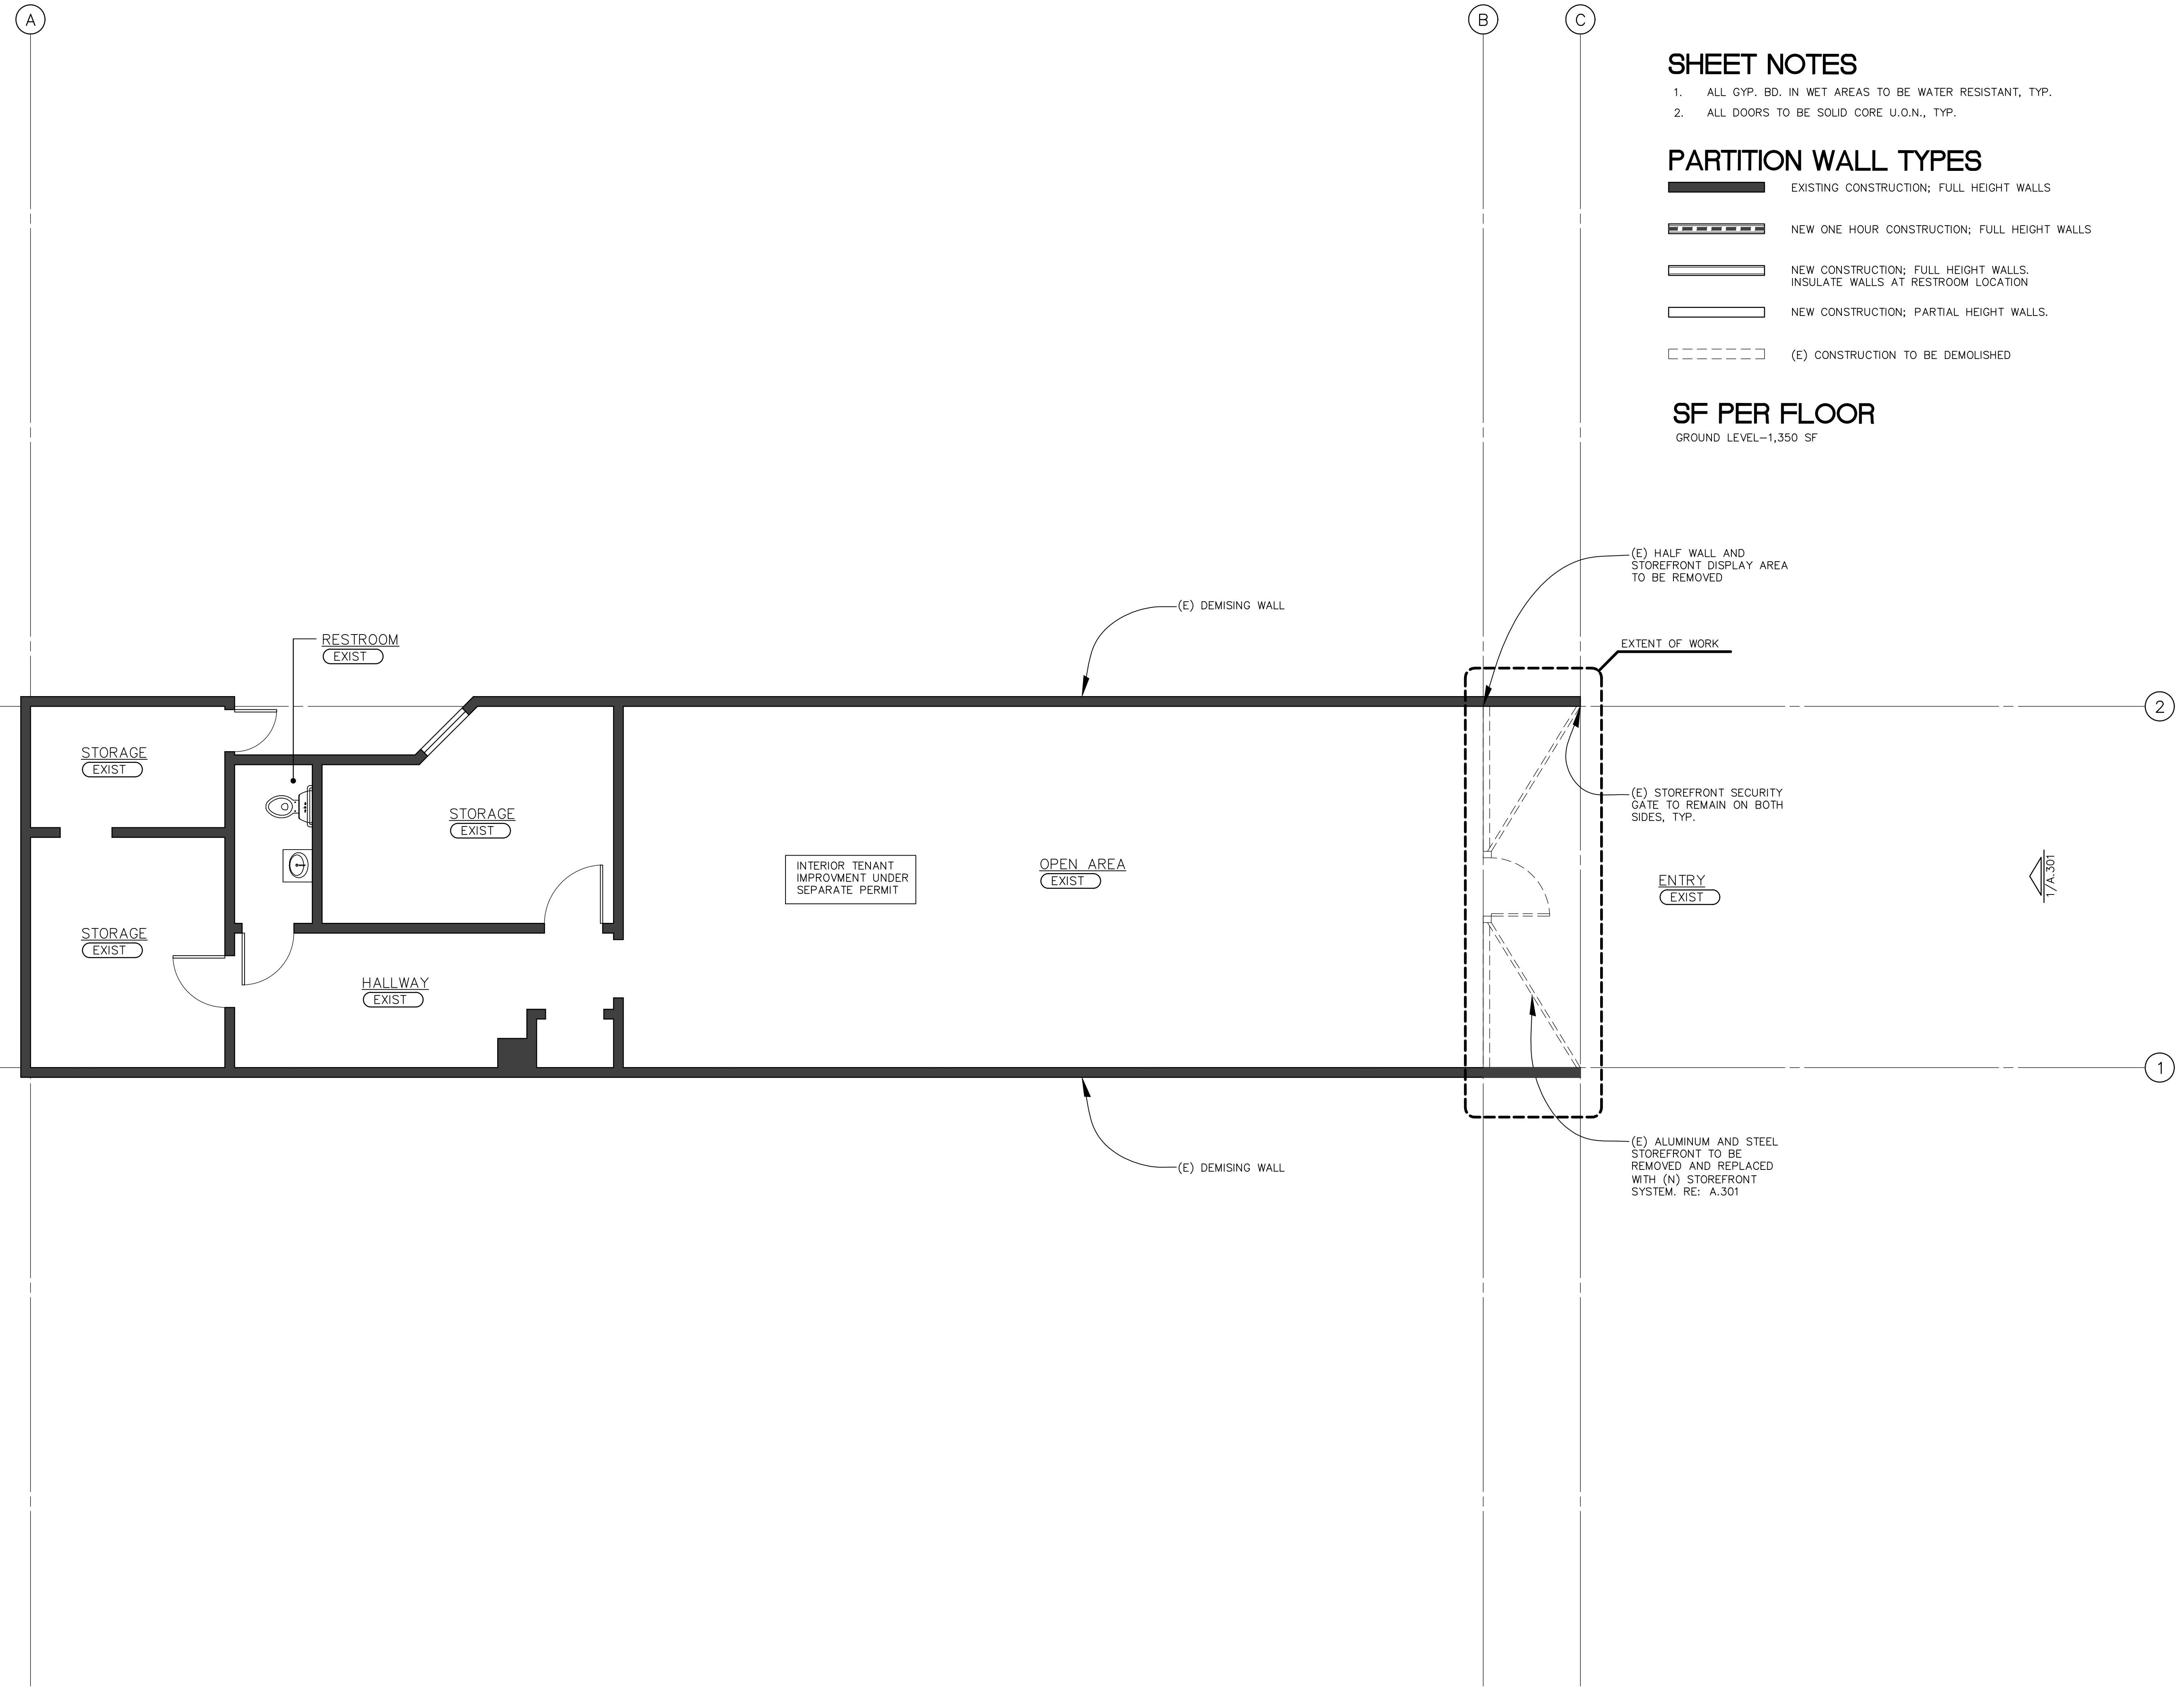 A
B
C
SHEET NOTES
1. ALL GYP. BD. IN WET AREAS TO BE WATER RESISTANT, TYP.
2. ALL DOORS TO BE SOLID CORE U.O.N., TYP.
PARTITION WALL TYPES
EXISTING CONSTRUCTION; FULL HEIGHT WALLS
NEW ONE HOUR CONSTRUCTION; FULL HEIGHT WALLS
NEW CONSTRUCTION; FULL HEIGHT WALLS.
INSULATE WALLS AT RESTROOM LOCATION
NEW CONSTRUCTION; PARTIAL HEIGHT WALLS.
(E) CONSTRUCTION TO BE DEMOLISHED
SF PER FLOOR
GROUND LEVEL-1,350 SF
(E) HALF WALL AND
STOREFRONT DISPLAY AREA
TO BE REMOVED
(E) DEMISING WALL
RESTROOM
EXIST
EXTENT OF WORK
2
STORAGE
EXIST
STORAGE
EXIST
(E) STOREFRONT SECURITY
GATE TO REMAIN ON BOTH
SIDES, TYP.
INTERIOR TENANT
IMPROVMENT UNDER
SEPARATE PERMIT
OPEN AREA
EXIST
ENTRY
EXIST
1/A.301
STORAGE
EXIST
HALLWAY
EXIST
1
(E) DEMISING WALL
(E) ALUMINUM AND STEEL
STOREFRONT TO BE
REMOVED AND REPLACED
WITH (N) STOREFRONT
SYSTEM. RE: A.301